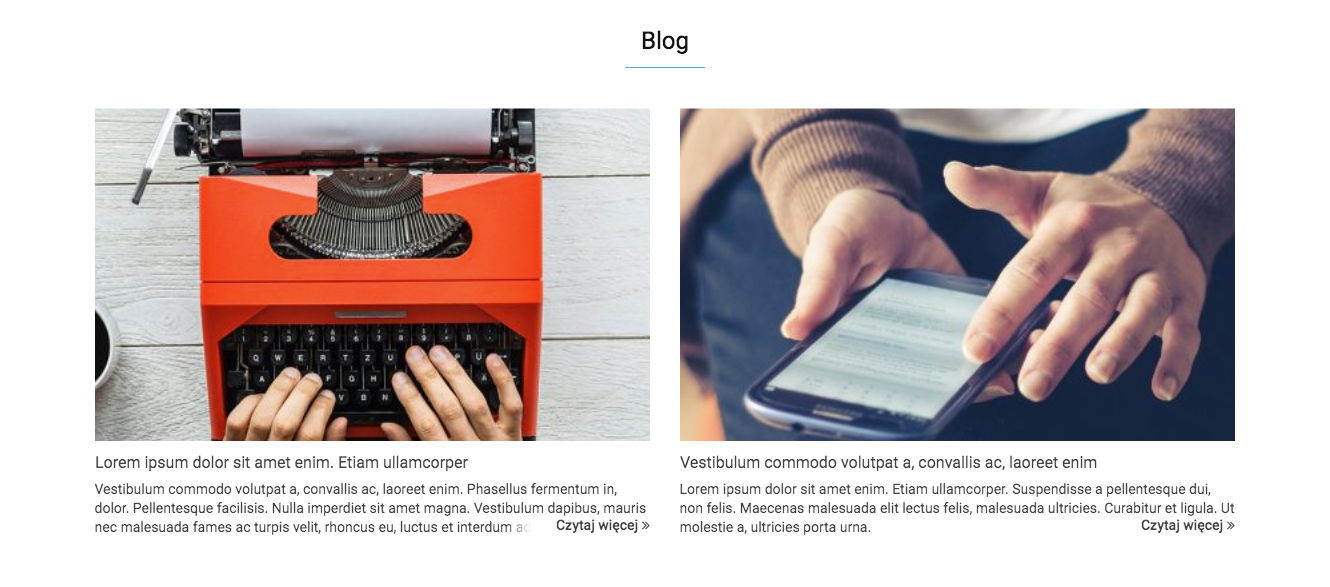 Blog
Lorem ipsum dolor sit amet enim. Etiam ullamcorper
Vestibulum commodo volutpat a, convallis ac, laoreet enim. Phasellus fermentum in,
dolor. Pellentesque facilisis. Nulla imperdiet sit amet magna. Vestibulum dapibus, mauris
nec malesuada fames ac turpis velit, rhoncus eu, luctus et interdum ad Czytaj więcej »
Vestibulum commodo volutpat a, convallis ac, laoreet enim
Lorem ipsum dolor sit amet enim. Etiam ullamcorper. Suspendisse a pellentesque dui,
non felis. Maecenas malesuada elit lectus felis, malesuada ultricies. Curabitur et ligula. Ut
molestie a, ultricies porta urna. Czytaj więcej »